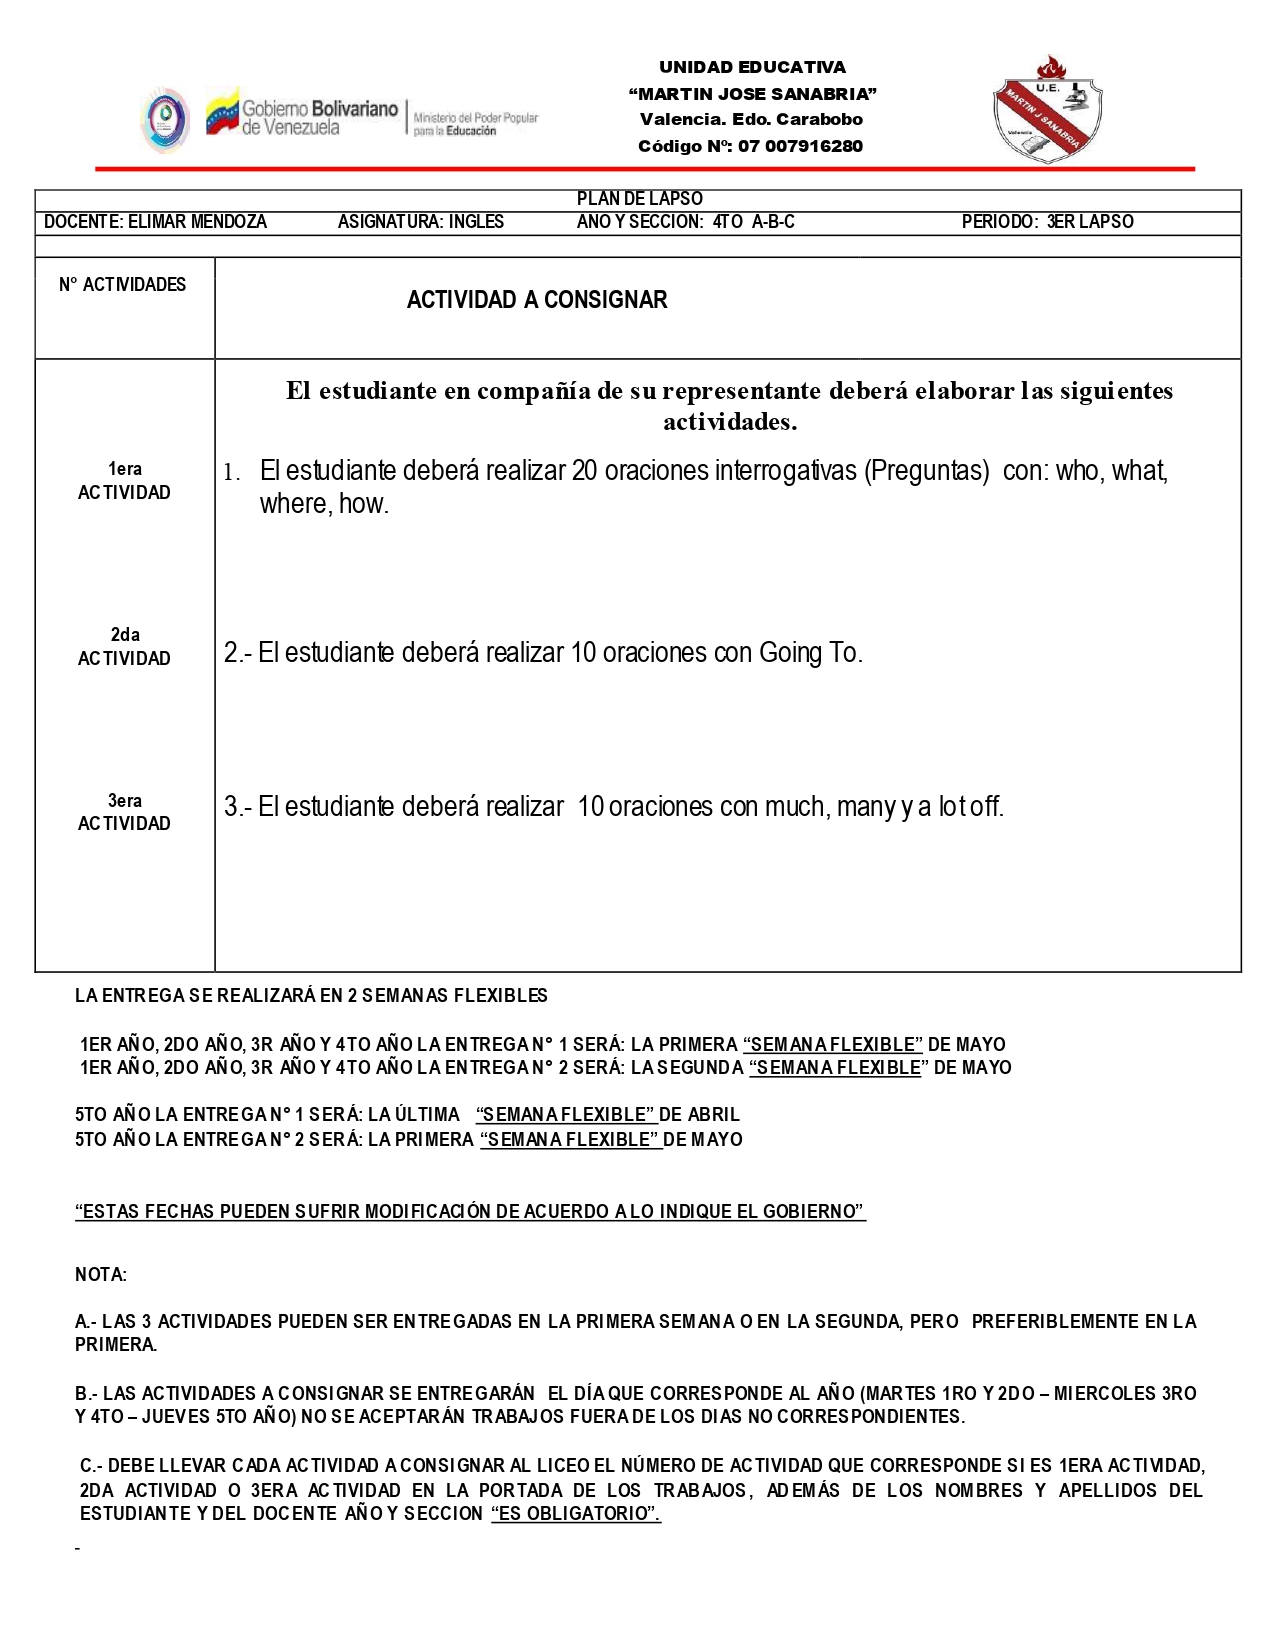 UNIDAD EDUCATIVA
“MARTIN JOSE SANABRIA”
Valencia. Edo. Carabobo
Código Nº: 07 007916280
Gobierno Bolivariano
de Venezuela
Ministerio del Poder Popular
para la Educación
U.E.
MARTIN J SANABRIA
Valencia
PLAN DE LAPSO
DOCENTE: ELIMAR MENDOZA ASIGNATURA: INGLES ANO Y SECCION: 4TO A-B-C PERIODO: 3ER LAPSO
Nº ACTIVIDADES
ACTIVIDAD A CONSIGNAR
El estudiante en compañía de su representante deberá elaborar las siguientes
actividades.
1era
ACTIVIDAD
1. El estudiante deberá realizar 20 oraciones interrogativas (Preguntas) con: who, what,
where, how.
2da
ACTIVIDAD
2.- El estudiante deberá realizar 10 oraciones con Going To.
3era
ACTIVIDAD
3.- El estudiante deberá realizar 10 oraciones con much, many y a lot off.
LA ENTREGA SE REALIZARÁ EN 2 SEMANAS FLEXIBLES
1ER AÑO, 2DO AÑO, 3R AÑO Y 4TO AÑO LA ENTREGA N° 1 SERÁ: LA PRIMERA “SEMANA FLEXIBLE” DE MAYO
1ER AÑO, 2DO AÑO, 3R AÑO Y 4TO AÑO LA ENTREGA N° 2 SERÁ: LA SEGUNDA “SEMANA FLEXIBLE” DE MAYO
5TO AÑO LA ENTREGA N° 1 SERÁ: LA ÚLTIMA “SEMANA FLEXIBLE” DE ABRIL
5TO AÑO LA ENTREGA N° 2 SERÁ: LA PRIMERA “SEMANA FLEXIBLE” DE MAYO
“ESTAS FECHAS PUEDEN SUFRIR MODIFICACIÓN DE ACUERDO A LO INDIQUE EL GOBIERNO”
NOTA:
A.- LAS 3 ACTIVIDADES PUEDEN SER ENTREGADAS EN LA PRIMERA SEMANA O EN LA SEGUNDA, PERO PREFERIBLEMENTE EN LA
PRIMERA.
B.- LAS ACTIVIDADES A CONSIGNAR SE ENTREGARÁN EL DÍA QUE CORRESPONDE AL AÑO (MARTES 1RO Y 2DO – MIERCOLES 3RO
Y 4TO – JUEVES 5TO AÑO) NO SE ACEPTARÁN TRABAJOS FUERA DE LOS DIAS NO CORRESPONDIENTES.
C.- DEBE LLEVAR CADA ACTIVIDAD A CONSIGNAR AL LICEO EL NÚMERO DE ACTIVIDAD QUE CORRESPONDE SI ES 1ERA ACTIVIDAD,
2DA ACTIVIDAD O 3ERA ACTIVIDAD EN LA PORTADA DE LOS TRABAJOS, ADEMÁS DE LOS NOMBRES Y APELLIDOS DEL
ESTUDIANTE Y DEL DOCENTE AÑO Y SECCION “ES OBLIGATORIO”.
-